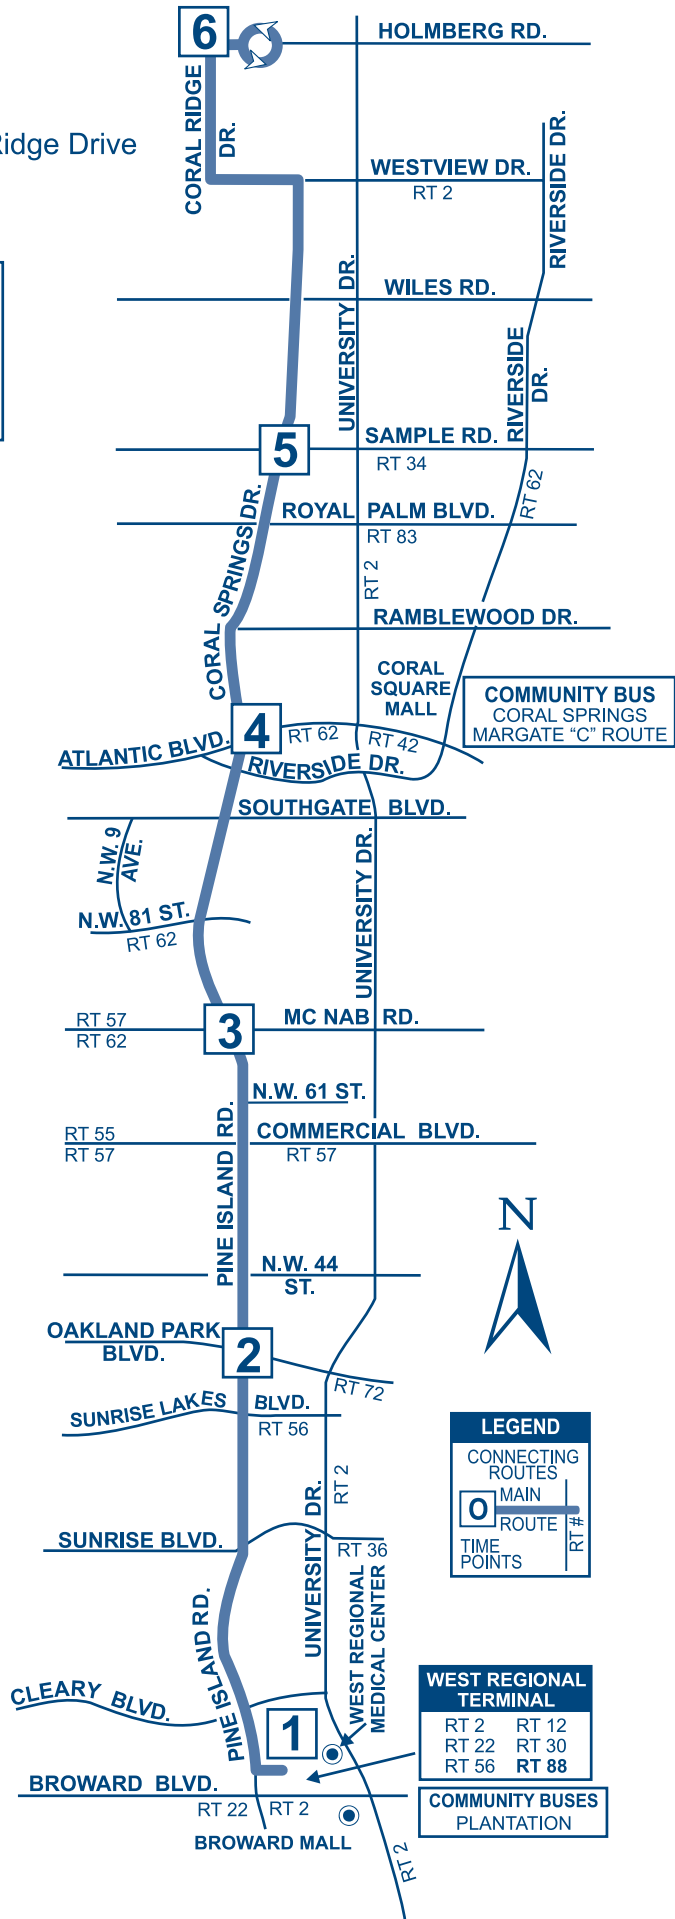 6
HOLMBERG RD.
CORAL RIDGE
DR.
Ridge Drive
WESTVIEW DR.
RT 2
RIVERSIDE DR.
UNIVERSITY DR.
WILES RD.
RIVERSIDE
DR.
5
SAMPLE RD.
RT 34
RT 62
ROYAL PALM BLVD.
RT 83
CORAL SPRINGS DR.
RT 2
RAMBLEWOOD DR.
CORAL
SQUARE
MALL
COMMUNITY BUS
CORAL SPRINGS
MARGATE “C” ROUTE
4
RT 62
RT 42
ATLANTIC BLVD.
RIVERSIDE DR.
SOUTHGATE BLVD.
N.W. 9
AVE.
UNIVERSITY DR.
N.W. 81 ST.
RT 62
3
MC NAB RD.
RT 57
RT 62
N.W. 61 ST.
PINE ISLAND RD.
COMMERCIAL BLVD.
RT 55
RT 57
RT 57
N
N.W. 44
ST.
OAKLAND PARK
BLVD.
2
RT 72
SUNRISE LAKES BLVD.
RT 56
LEGEND
CONNECTING
ROUTES
O
MAIN
ROUTE
TIME
POINTS
RT #
RT 2
UNIVERSITY DR.
SUNRISE BLVD.
RT 36
WEST REGIONAL
MEDICAL CENTER
PINE ISLAND RD.
CLEARY BLVD.
1
WEST REGIONAL
TERMINAL
RT 2 RT 12
RT 22 RT 30
RT 56 RT 88
COMMUNITY BUSES
PLANTATION
BROWARD BLVD.
RT 22
RT 2
BROWARD MALL
RT 2